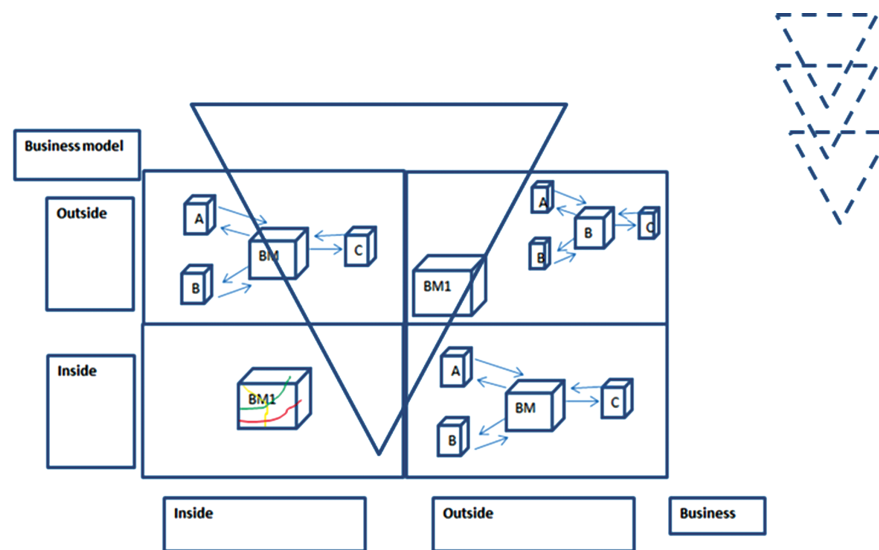 Business model
Outside
A
BM
C
B
A
B
C
B
BM1
Inside
BM1
A
BM
C
B
Inside
Outside
Business